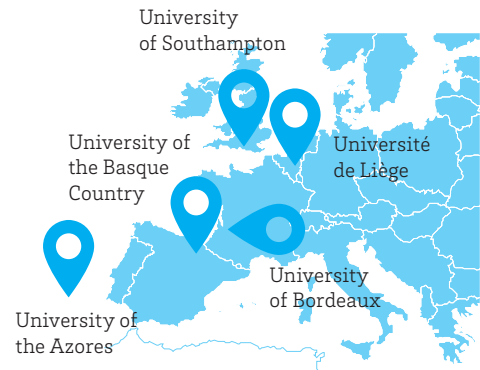 University
of Southampton
Université
de Liège
University of
the Basque
Country
University
of Bordeaux
University of
the Azores